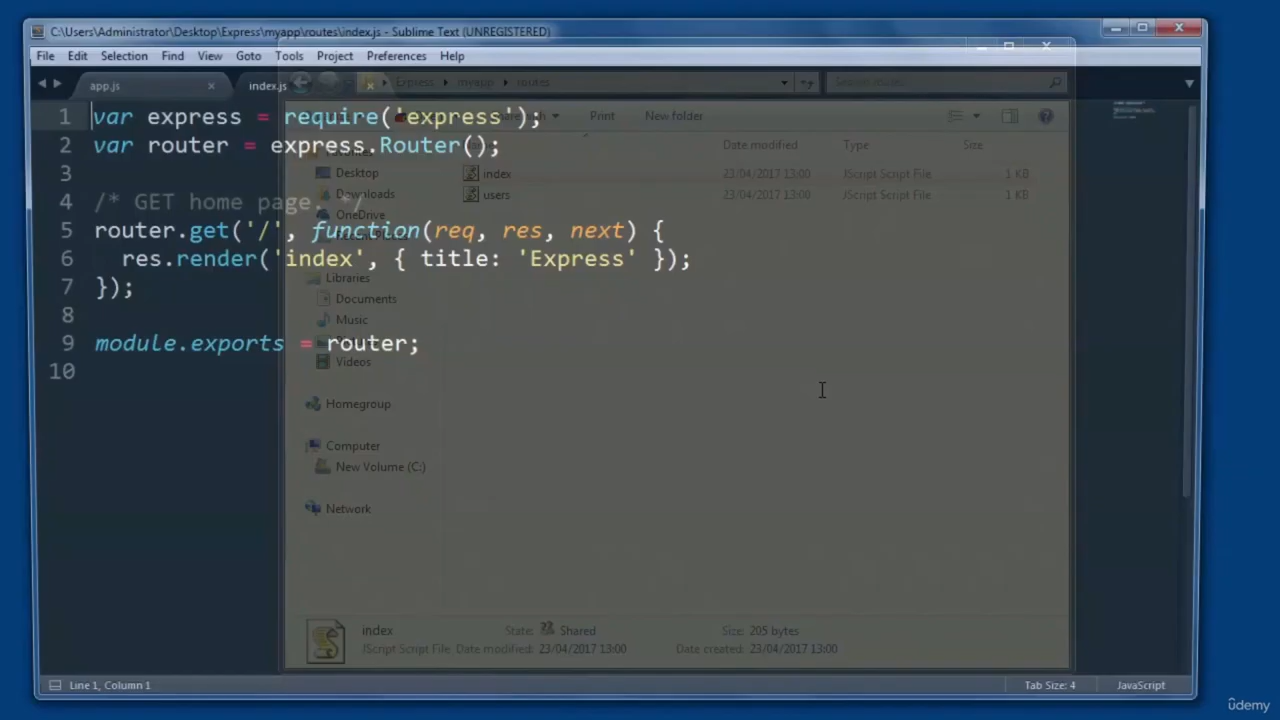 C:\Users\Administrator\Desktop\Express\myapp\routes\index.js - Sublime Text (UNREGISTERED)
File Edit Selection Find View Goto Tools Project Preferences Help
app.js × index.js
Express myapp routes
1 var express = require('express');
Print New folder
2 var router = express.Router();
Date modified Type Size
3
Desktop index 23/04/2017 13:00 JScript Script File 1 KB
Downloads users 23/04/2017 13:00 JScript Script File 1 KB
4 /* GET home page. */
OneDrive
5 router.get('/', function(req, res, next) {
6 res.render('index', { title: 'Express' });
Libraries
7 });
Documents
8
Music
9 module.exports = router;
Videos
10
Homegroup
Computer
New Volume (C:)
Network
index State: Shared Size: 205 bytes
JScript Script File Date modified: 23/04/2017 13:00 Date created: 23/04/2017 13:00
Line 1, Column 1 Tab Size: 4 JavaScript
ûdemy